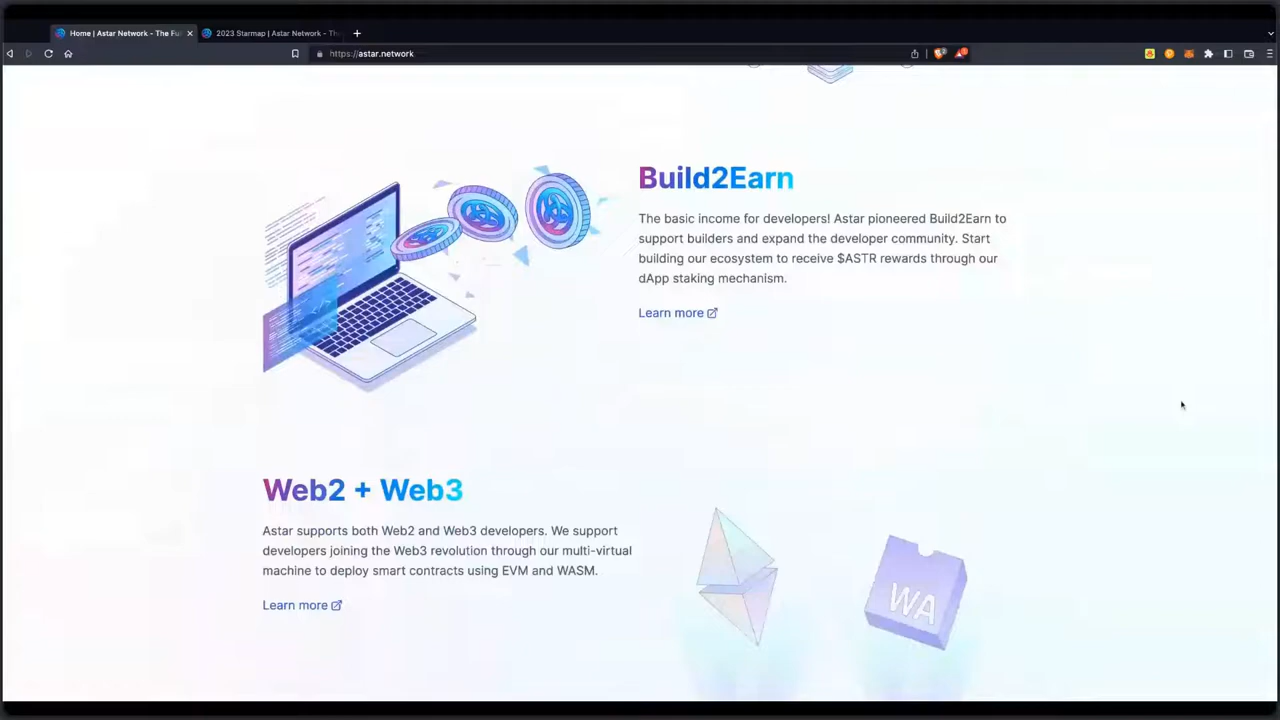 Home | Astar Network - The Fu
2023 Starmap | Astar Network - Th
https://astar.network
Build2Earn
The basic income for developers! Astar pioneered Build2Earn to
support builders and expand the developer community. Start
building our ecosystem to receive $ASTR rewards through our
dApp staking mechanism.
Learn more
Web2 + Web3
Astar supports both Web2 and Web3 developers. We support
developers joining the Web3 revolution through our multi-virtual
machine to deploy smart contracts using EVM and WASM.
Learn more
WA